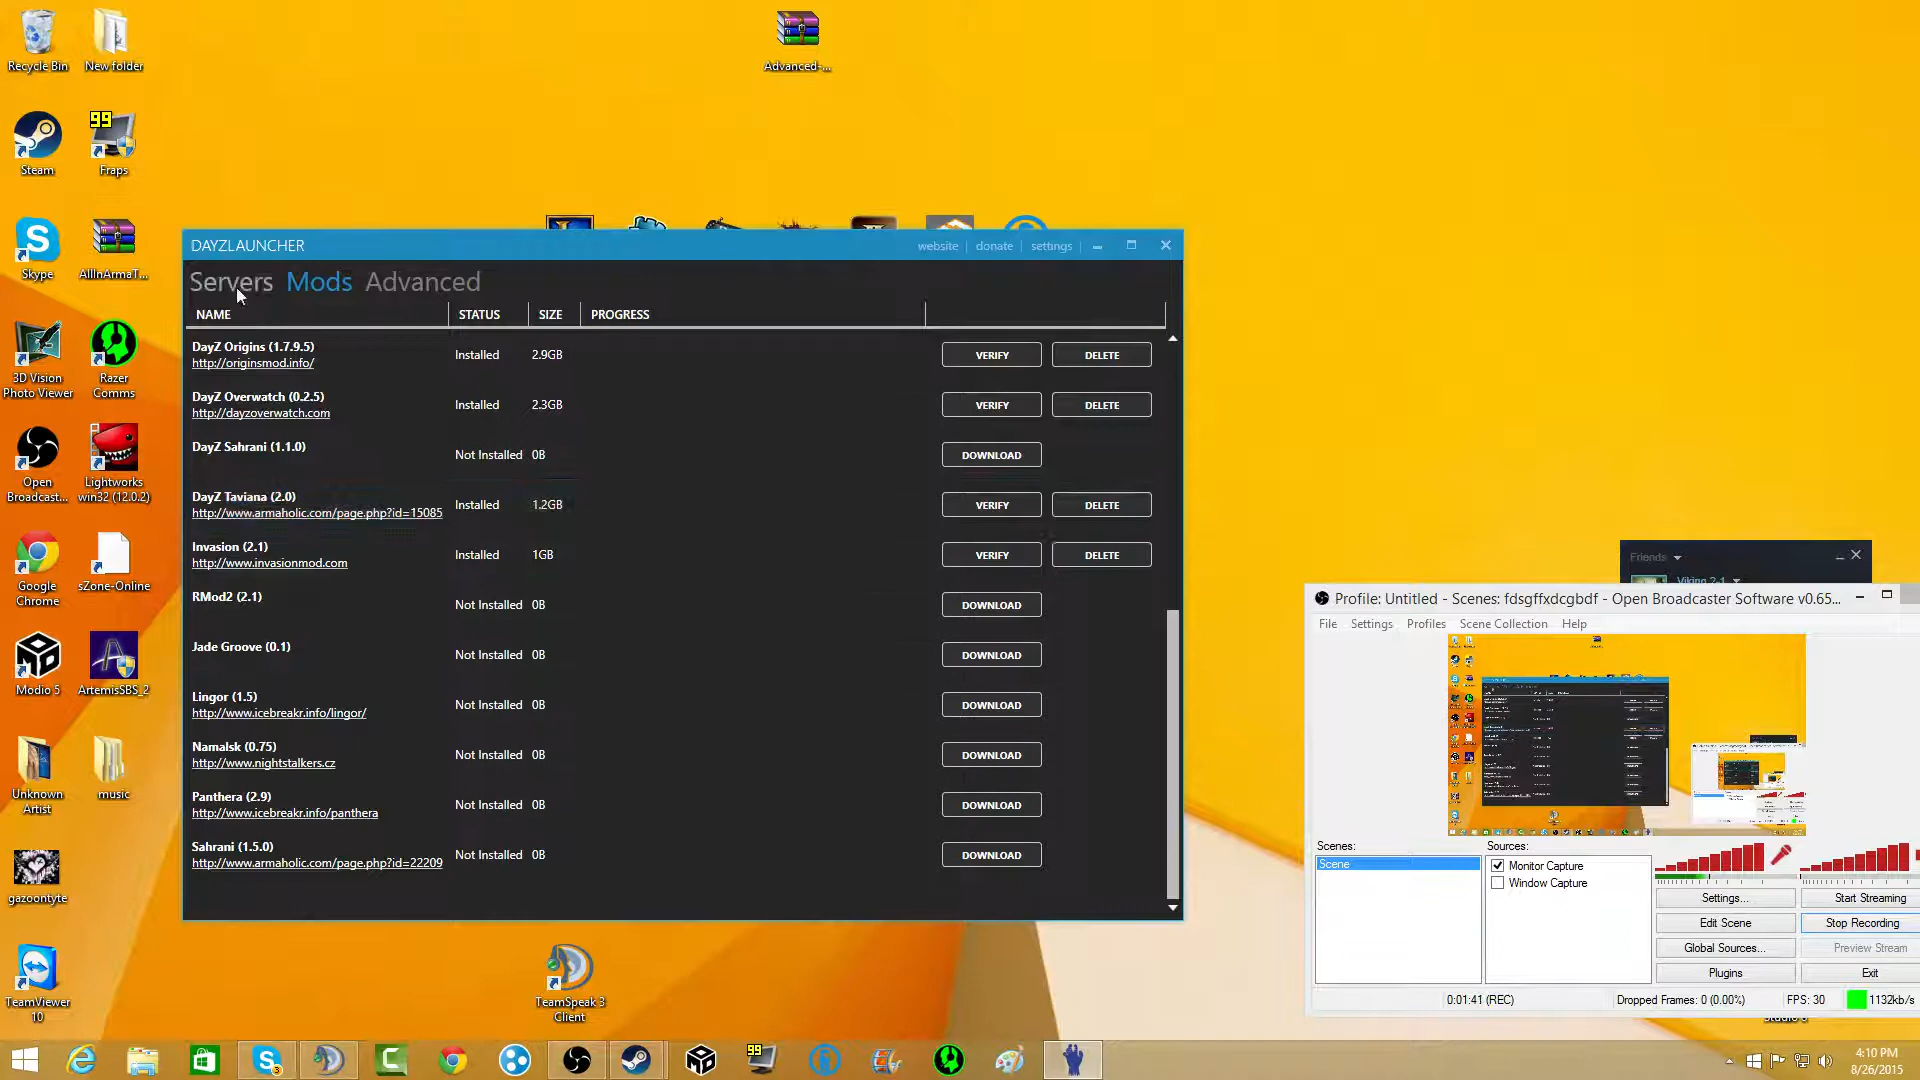 Recycle Bin
New folder
Advanced-...
Steam
99
Fraps
Skype
AllInArmaT...
3D Vision
Photo Viewer
Razer
Comms
Open
Broadcast...
Lightworks
win32 (12.0.2)
Google
Chrome
sZone-Online
Modio 5
ArtemisSBS_2
Unknown
Artist
music
gazoontyte
TeamViewer
10
TeamSpeak 3
Client
DAYZLAUNCHER
website | donate | settings
Servers Mods Advanced
NAME STATUS SIZE PROGRESS
DayZ Origins (1.7.9.5)
http://originsmod.info/
Installed 2.9GB VERIFY DELETE
DayZ Overwatch (0.2.5)
http://dayzoverwatch.com
Installed 2.3GB VERIFY DELETE
DayZ Sahrani (1.1.0)
Not Installed 0B DOWNLOAD
DayZ Taviana (2.0)
http://www.armaholic.com/page.php?id=15085
Installed 1.2GB VERIFY DELETE
Invasion (2.1)
http://www.invasionmod.com
Installed 1GB VERIFY DELETE
RMod2 (2.1)
Not Installed 0B DOWNLOAD
Jade Groove (0.1)
Not Installed 0B DOWNLOAD
Lingor (1.5)
http://www.icebreakr.info/lingor/
Not Installed 0B DOWNLOAD
Namalsk (0.75)
http://www.nightstalkers.cz
Not Installed 0B DOWNLOAD
Panthera (2.9)
http://www.icebreakr.info/panthera
Not Installed 0B DOWNLOAD
Sahrani (1.5.0)
http://www.armaholic.com/page.php?id=22209
Not Installed 0B DOWNLOAD
Friends
Viking 2-1
Profile: Untitled - Scenes: fdsgffxdcgbdf - Open Broadcaster Software v0.65...
File Settings Profiles Scene Collection Help
Scenes:
Scene
Sources:
Monitor Capture
Window Capture
Settings...
Start Streaming
Edit Scene
Stop Recording
Global Sources...
Preview Stream
Plugins
Exit
0:01:41 (REC)
Dropped Frames: 0 (0.00%)
FPS: 30
1132kb/s
3
99
4:10 PM
8/26/2015